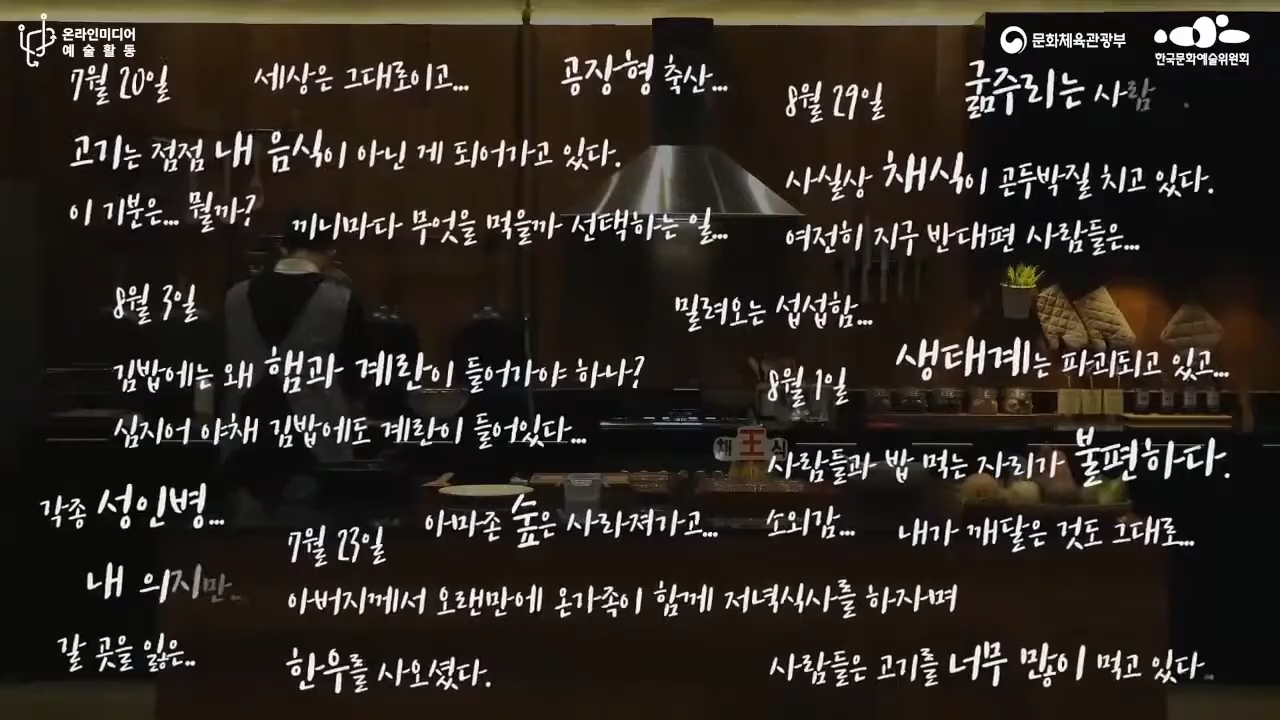 온라인미디어
예술활동
문화체육관광부
한국문화예술위원회
7월 20일
세상은 그대로이고...
공장형 축산...
고기는 점점 내 음식이 아닌 게 되어가고 있다.
이 기분은... 뭘까?
끼니마다 무엇을 먹을까 선택하는 일...
8월 29일
굶주리는 사람
사실상 채식이 곤두박질 치고 있다.
여전히 지구 반대편 사람들은...
8월 3일
밀려오는 섭섭함...
김밥에는 왜 햄과 계란이 들어가야 하나?
심지어 야채 김밥에도 계란이 들어있다...
생태계는 파괴되고 있고...
8월 1일
채王식
사람들과 밥 먹는 자리가 불편하다.
각종 성인병...
아마존 숲은 사라져가고...
소외감...
내가 깨달은 것도 그대로...
7월 23일
내 의지만..
아버지께서 오랜만에 온가족이 함께 저녁식사를 하자며
갈 곳을 잃은..
한우를 사오셨다.
사람들은 고기를 너무 많이 먹고 있다..